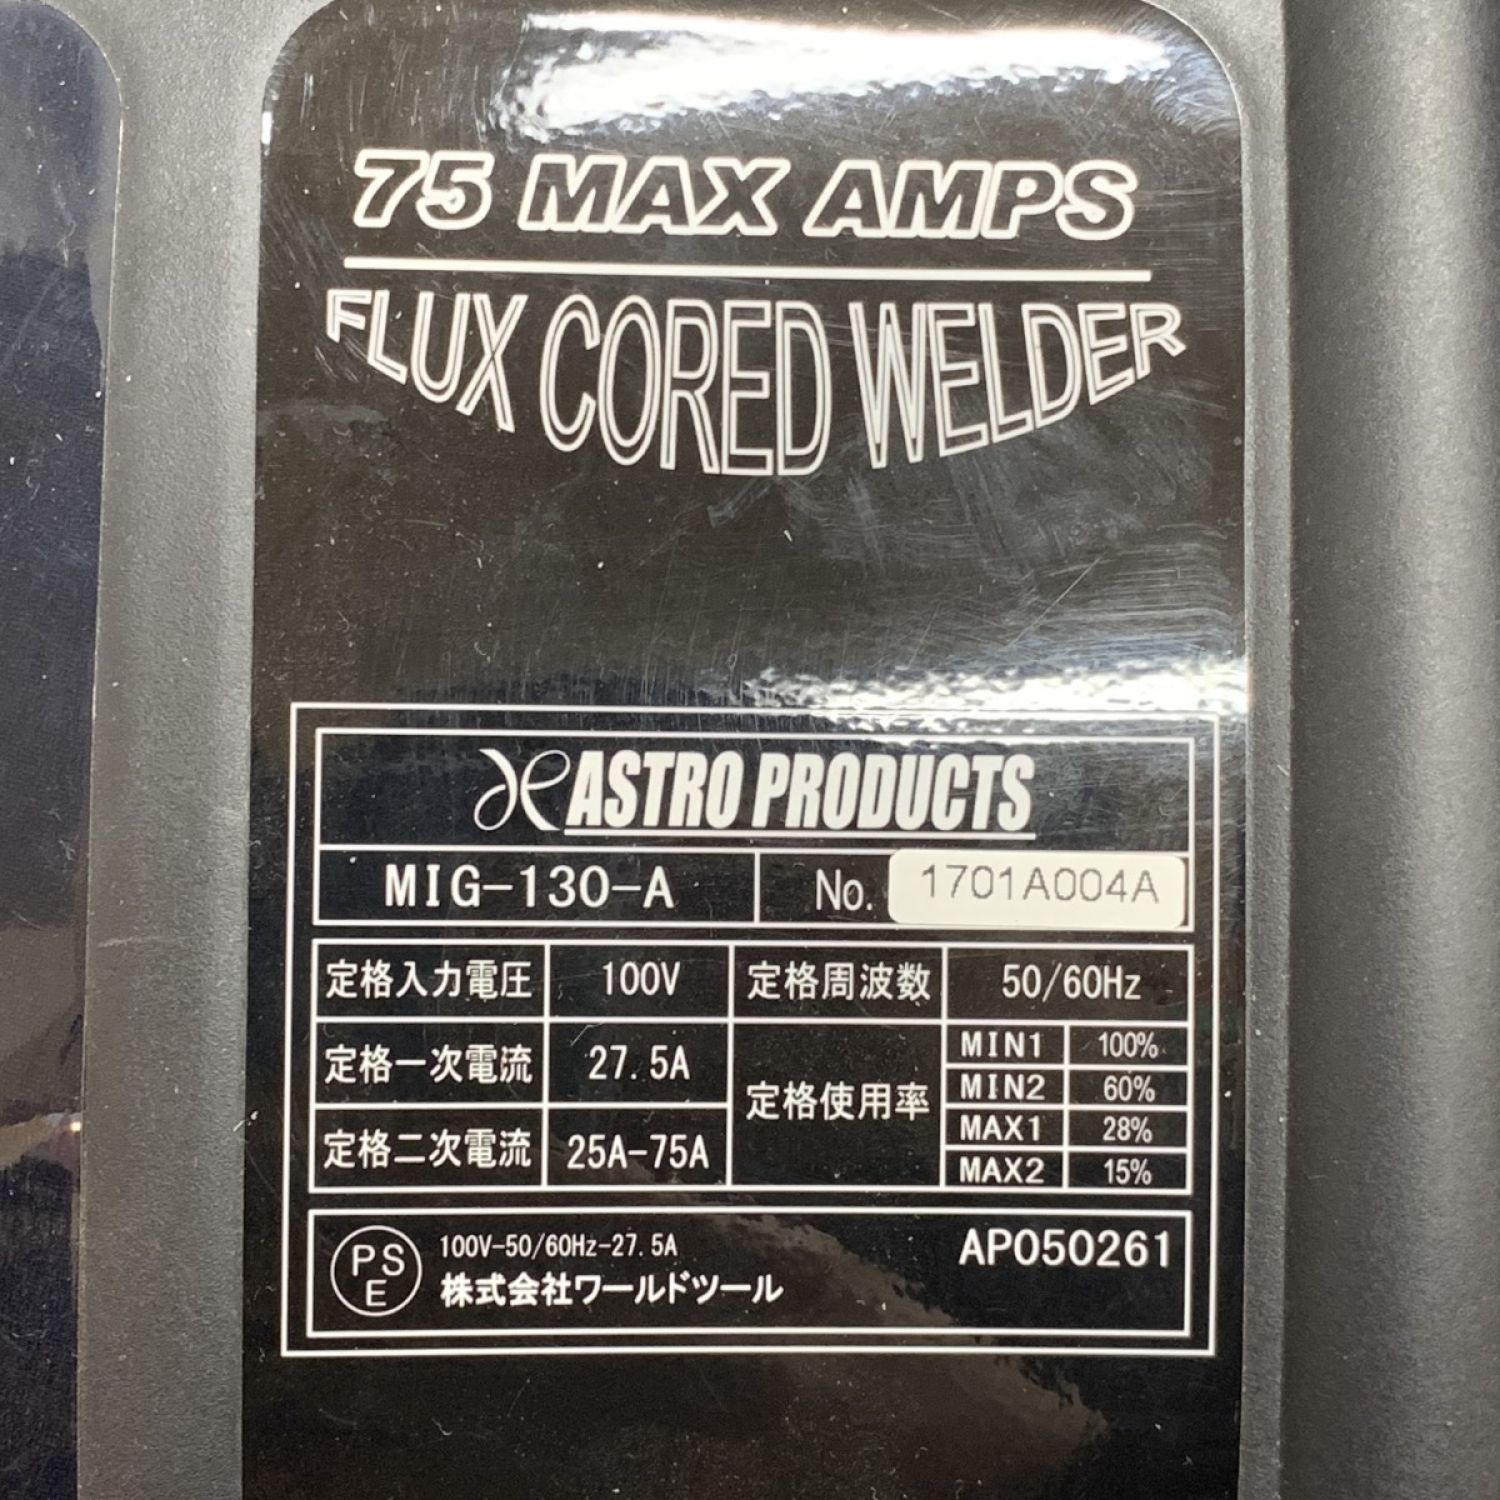 75 MAX AMPS
FLUX CORED WELDER
ASTRO PRODUCTS
MIG-130-A No. 1701A004A
定格入力電圧 100V 定格周波数 50/60Hz
定格一次電流 27.5A 定格使用率 MIN1 100%
MIN2 60%
定格二次電流 25A-75A MAX1 28%
MAX2 15%
PSE 100V-50/60Hz-27.5A AP050261
株式会社ワールドツール